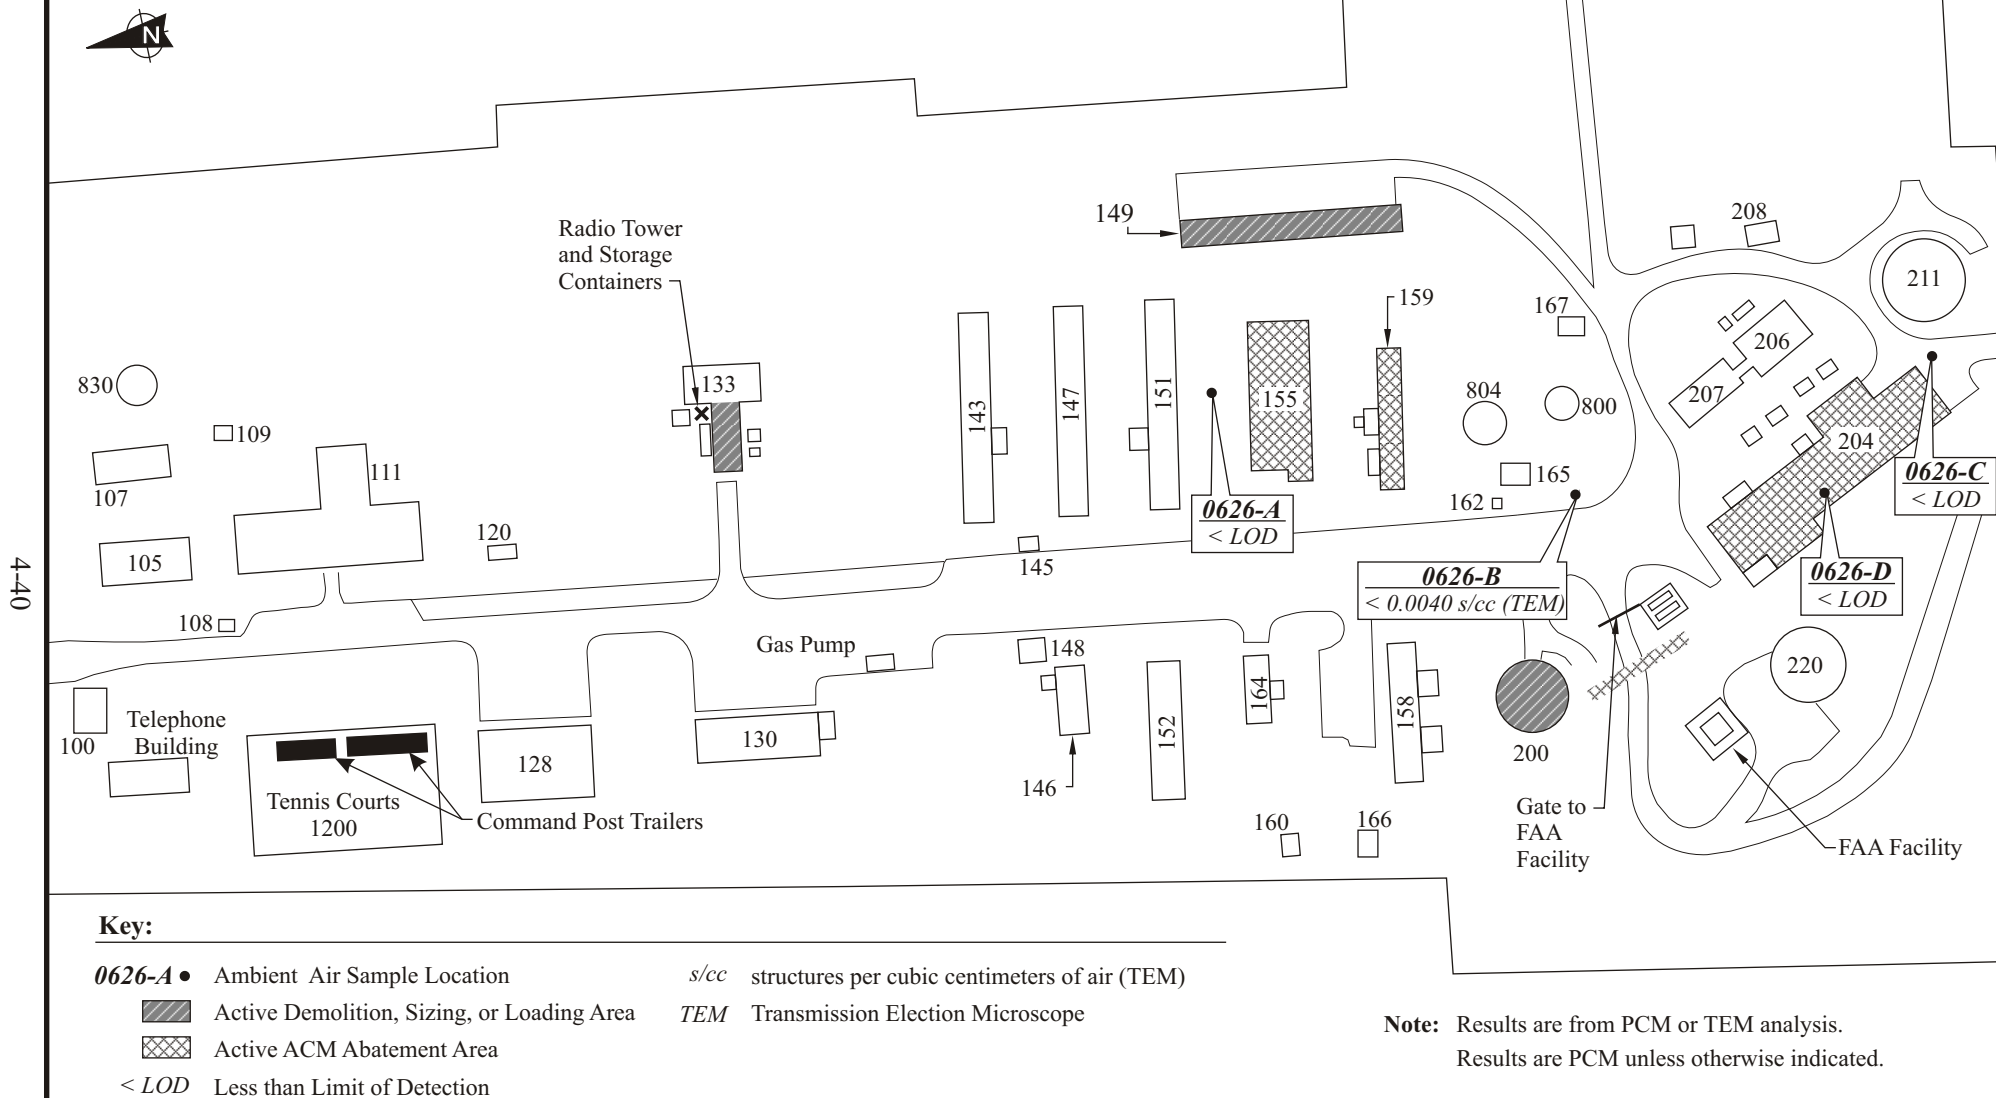 N
4-40
149
208
211
Radio Tower
and Storage
Containers
159
167
206
830
133
804
800
207
143
147
151
155
204
109
111
107
165
162
0626-C
< LOD
0626-A
< LOD
120
105
145
0626-B
< 0.0040 s/cc (TEM)
0626-D
< LOD
108
Gas Pump
148
220
164
158
152
100
Telephone
Building
130
128
200
146
Tennis Courts
1200
Command Post Trailers
160
166
Gate to
FAA
Facility
FAA Facility
Key:
0626-A Ambient Air Sample Location
Active Demolition, Sizing, or Loading Area
Active ACM Abatement Area
< LOD Less than Limit of Detection
s/cc structures per cubic centimeters of air (TEM)
TEM Transmission Election Microscope
Note: Results are from PCM or TEM analysis.
Results are PCM unless otherwise indicated.